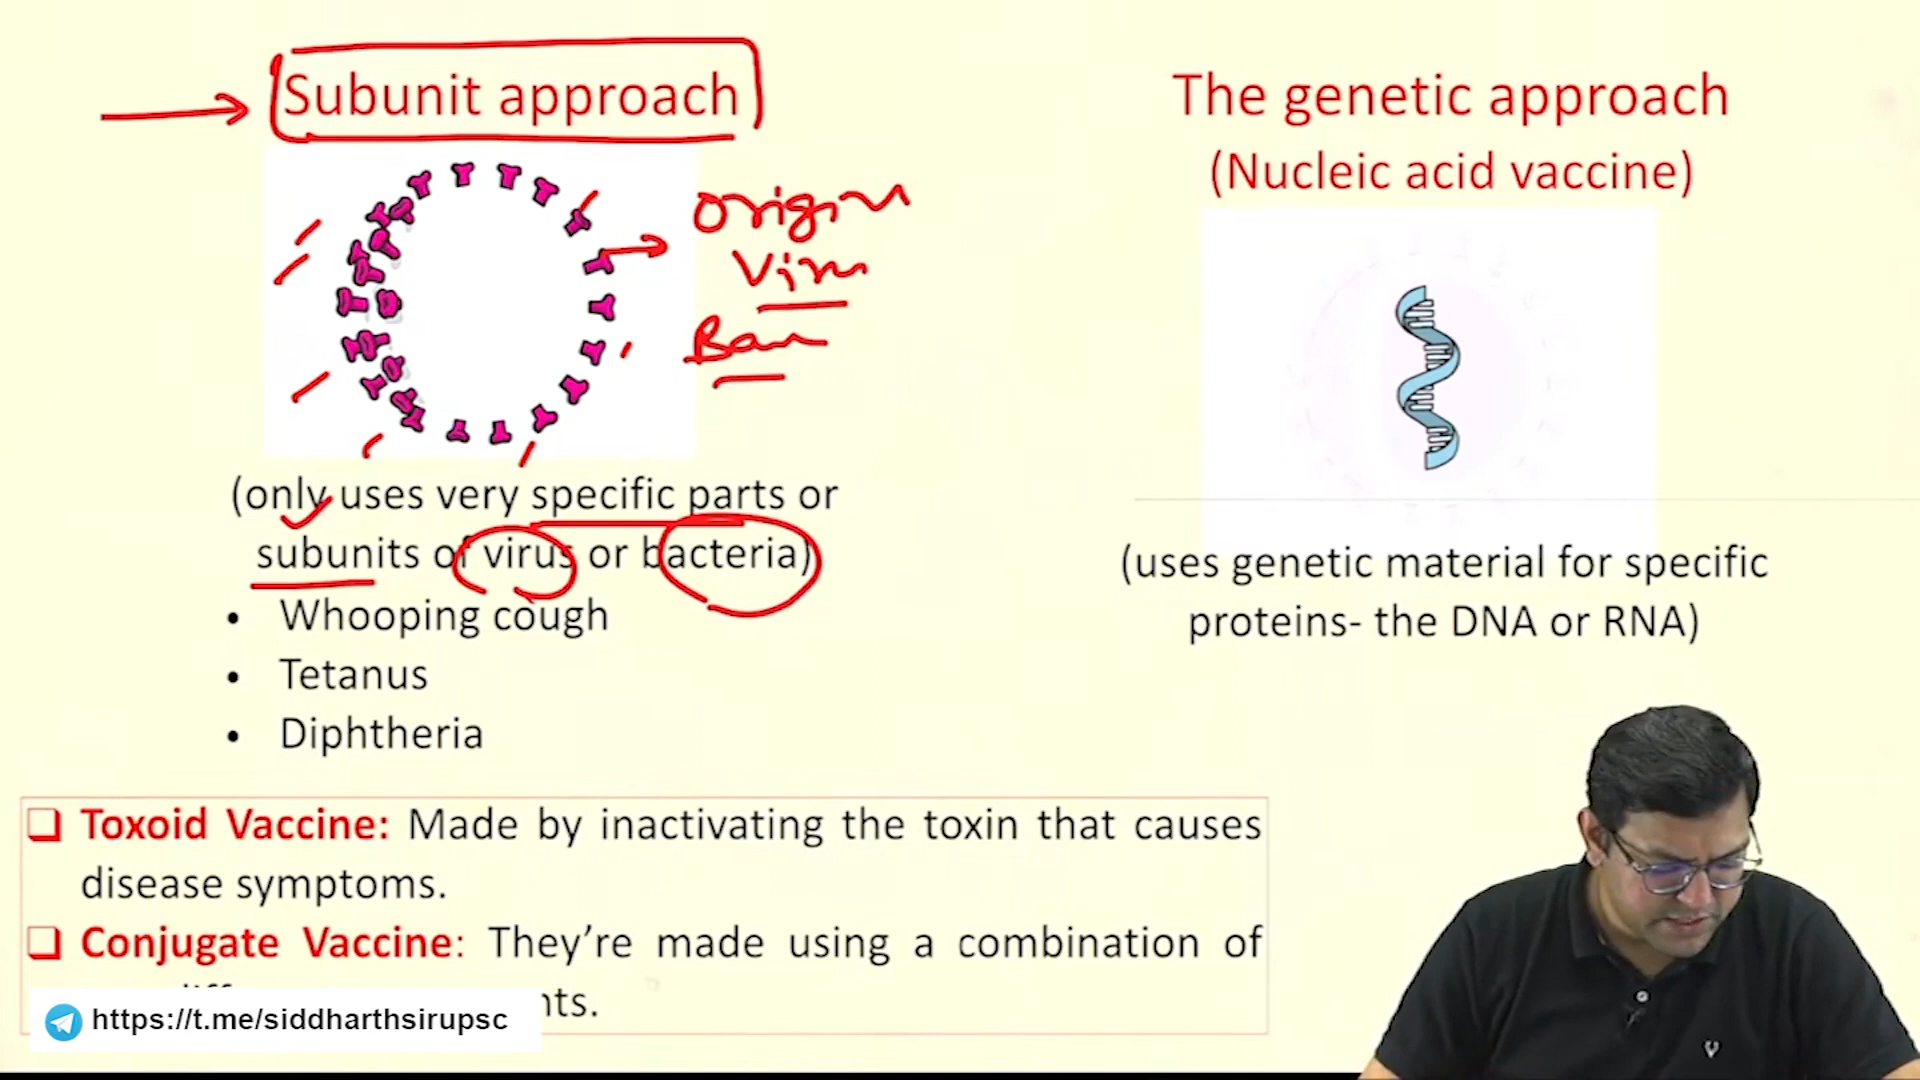 Subunit approach
Origin
Virus
(only uses very specific parts or
subunits of virus or bacteria)
• Whooping cough
• Tetanus
• Diphtheria
The genetic approach
(Nucleic acid vaccine)
(uses genetic material for specific
proteins- the DNA or RNA)
❑ Toxoid Vaccine: Made by inactivating the toxin that causes
disease symptoms.
❑ Conjugate Vaccine: They’re made using a combination of
https://t.me/siddharthsirupsc